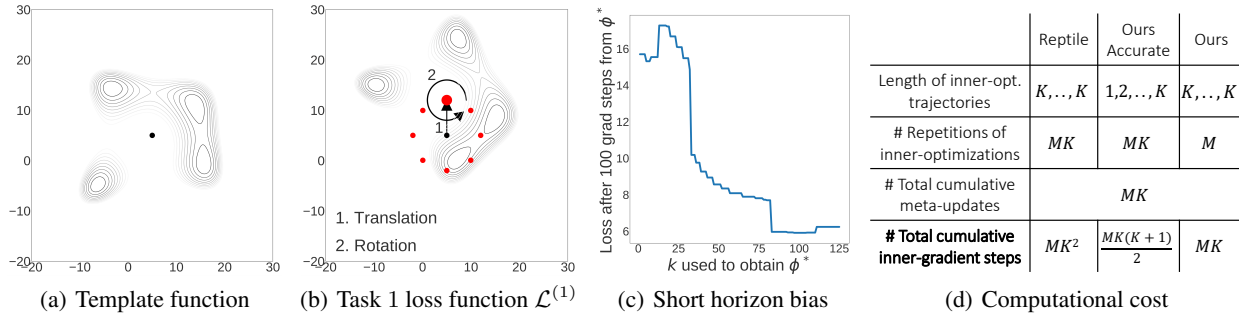 30
20
10
0
−10
−20
−20 −10 0 10 20 30
(a) Template function
30
20
10
0
−10
−20
2
1
1. Translation
2. Rotation
−20 −10 0 10 20 30
(b) Task 1 loss function ℒ^(1)
Loss after 100 grad steps from ϕ*
16
14
12
10
8
6
0 25 50 75 100 125
k used to obtain ϕ*
(c) Short horizon bias
Reptile Ours Accurate Ours
Length of inner-opt. trajectories K,..,K 1,2,..,K K,..,K
# Repetitions of inner-optimizations MK MK M
# Total cumulative meta-updates MK
# Total cumulative inner-gradient steps MK² MK(K+1)/2 MK
(d) Computational cost